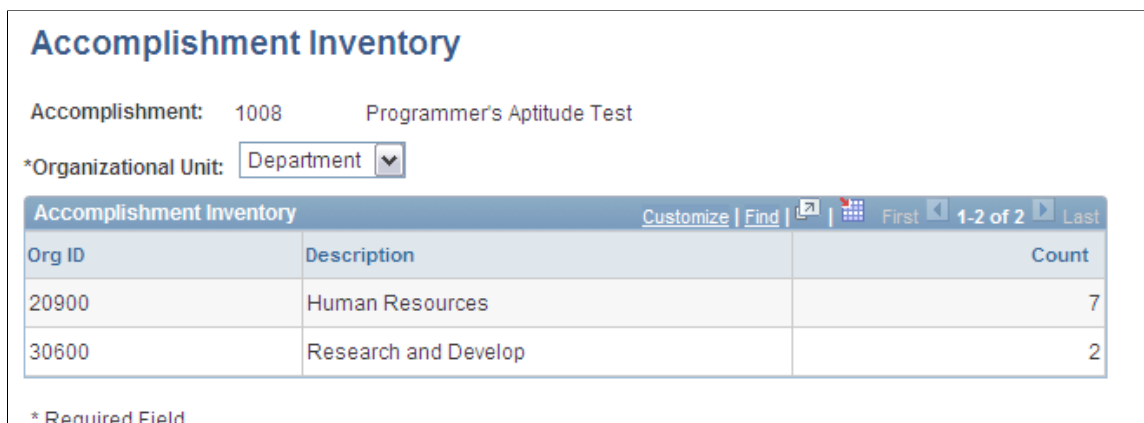 Accomplishment Inventory
Accomplishment: 1008 Programmer's Aptitude Test
*Organizational Unit: Department
Accomplishment Inventory Customize | Find | | First 1-2 of 2 Last
Org ID Description Count
20900 Human Resources 7
30600 Research and Develop 2
* Required Field